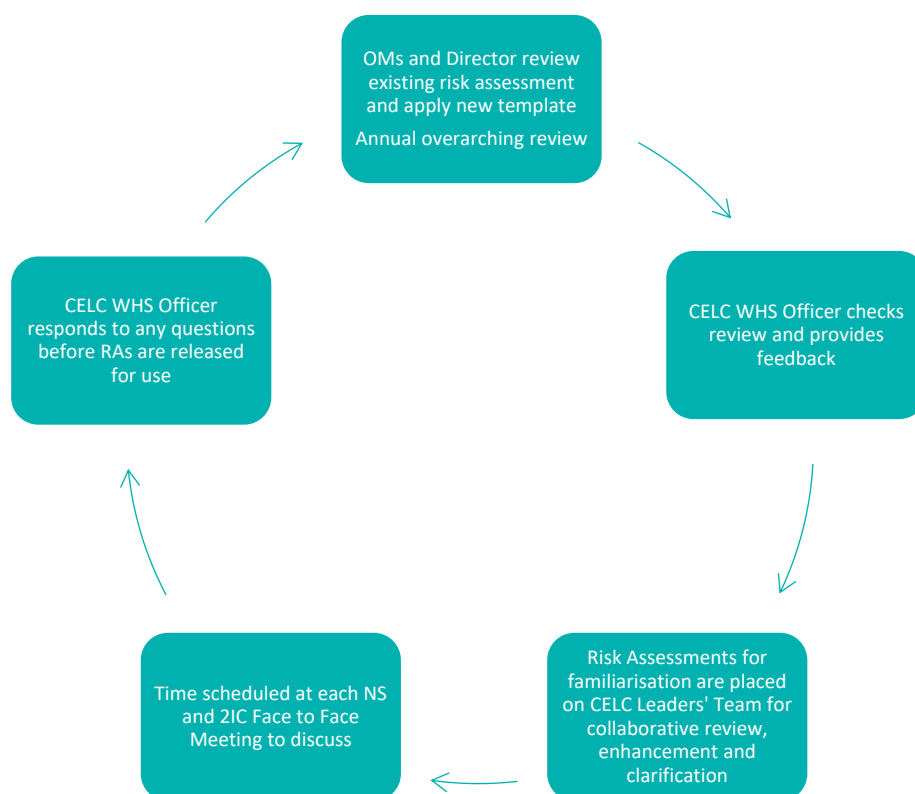 OMs and Director review
existing risk assessment
and apply new template
Annual overarching review
CELC WHS Officer checks
review and provides
feedback
Risk Assessments for
familiarisation are placed
on CELC Leaders' Team for
collaborative review,
enhancement and
clarification
Time scheduled at each NS
and 2IC Face to Face
Meeting to discuss
CELC WHS Officer
responds to any questions
before RAs are released
for use